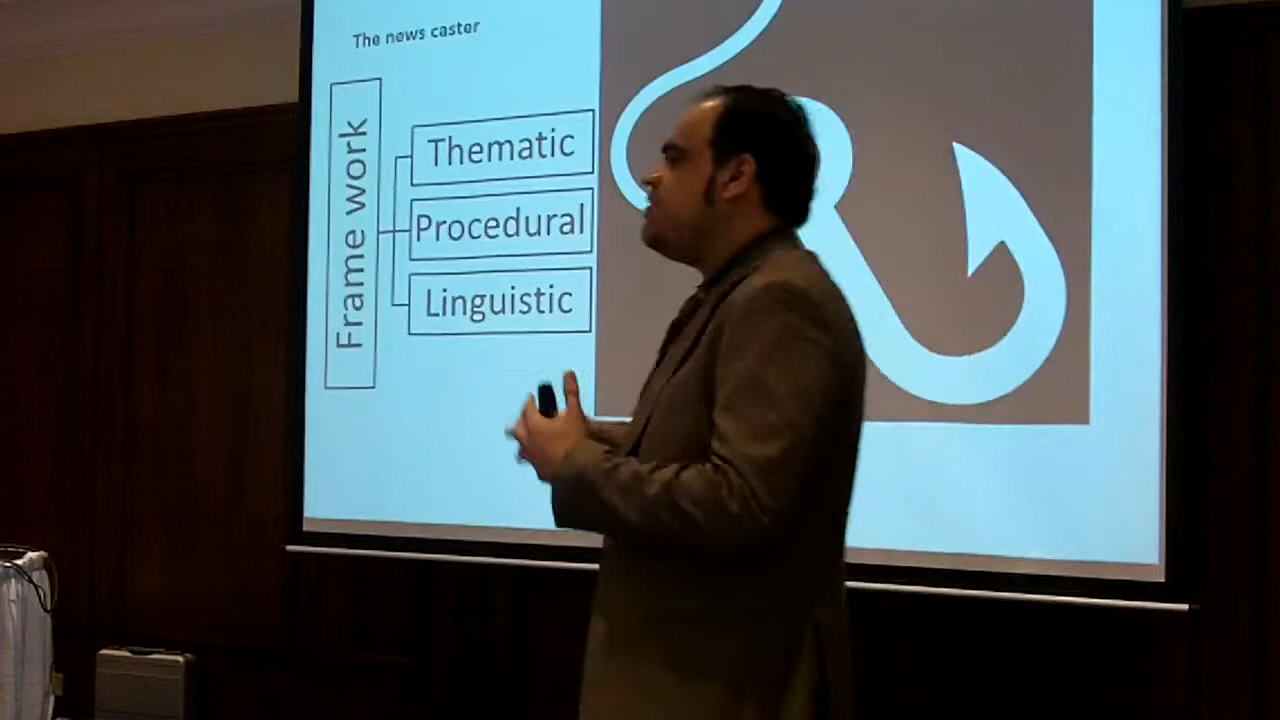 The news caster
Frame work
Thematic
Procedural
Linguistic